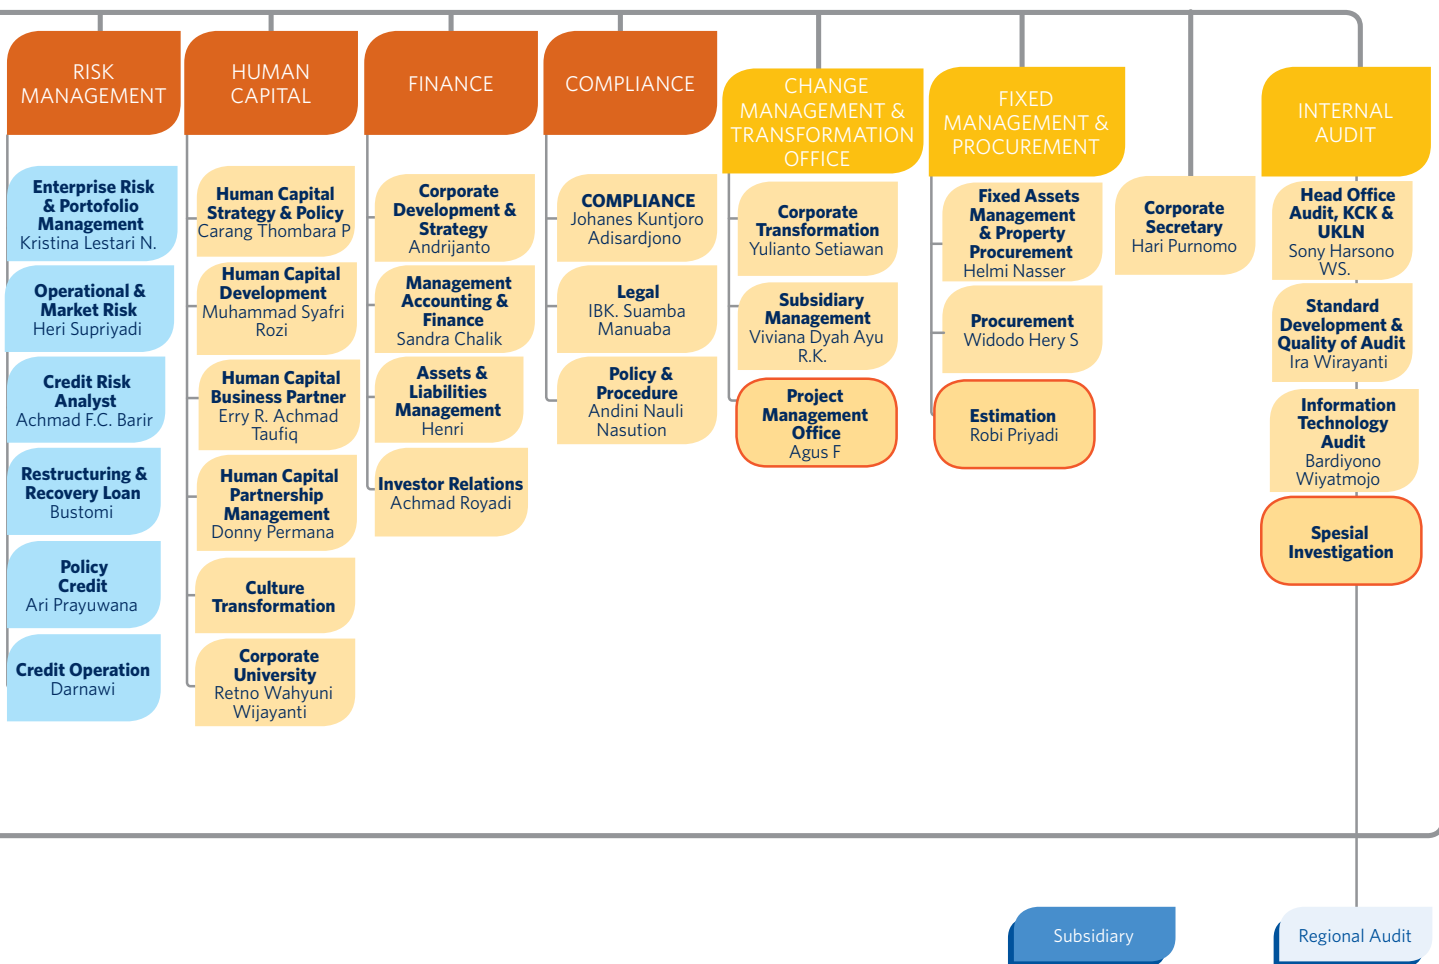 RISK
MANAGEMENT
Enterprise Risk
& Portofolio
Management
Kristina Lestari N.
Operational &
Market Risk
Heri Supriyadi
Credit Risk
Analyst
Achmad F.C. Barir
Restructuring &
Recovery Loan
Bustomi
Policy
Credit
Ari Prayuwana
Credit Operation
Darnawi
HUMAN
CAPITAL
Human Capital
Strategy & Policy
Carang Thombara P
Human Capital
Development
Muhammad Syafri
Rozi
Human Capital
Business Partner
Erry R. Achmad
Taufiq
Human Capital
Partnership
Management
Donny Permana
Culture
Transformation
Corporate
University
Retno Wahyuni
Wijayanti
FINANCE
Corporate
Development &
Strategy
Andrijanto
Management
Accounting &
Finance
Sandra Chalik
Assets &
Liabilities
Management
Henri
Investor Relations
Achmad Royadi
COMPLIANCE
COMPLIANCE
Johanes Kuntjoro
Adisardjono
Legal
IBK. Suamba
Manuaba
Policy &
Procedure
Andini Nauli
Nasution
CHANGE
MANAGEMENT &
TRANSFORMATION
OFFICE
Corporate
Transformation
Yulianto Setiawan
Subsidiary
Management
Viviana Dyah Ayu
R.K.
Project
Management
Office
Agus F
FIXED
MANAGEMENT &
PROCUREMENT
Fixed Assets
Management
& Property
Procurement
Helmi Nasser
Procurement
Widodo Hery S
Estimation
Robi Priyadi
Corporate
Secretary
Hari Purnomo
INTERNAL
AUDIT
Head Office
Audit, KCK &
UKLN
Sony Harsono
WS.
Standard
Development &
Quality of Audit
Ira Wirayanti
Information
Technology
Audit
Bardiyono
Wiyatmojo
Spesial
Investigation
Subsidiary
Regional Audit